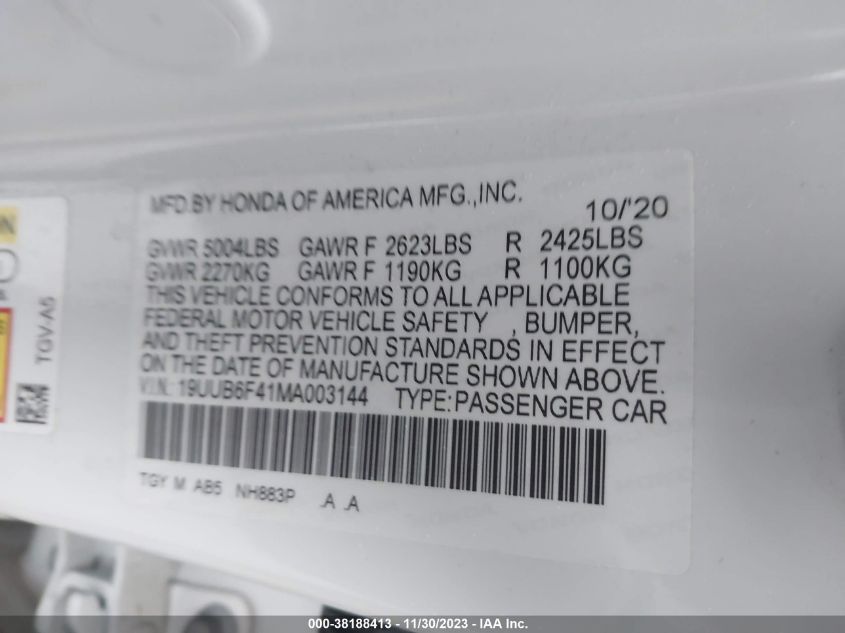 MFD.BY HONDA OF AMERICA MFG.,INC. 10/'20
GVWR 5004LBS GAWR F 2623LBS R 2425LBS
GVWR 2270KG GAWR F 1190KG R 1100KG
THIS VEHICLE CONFORMS TO ALL APPLICABLE
FEDERAL MOTOR VEHICLE SAFETY , BUMPER,
AND THEFT PREVENTION STANDARDS IN EFFECT
ON THE DATE OF MANUFACTURE SHOWN ABOVE.
VIN: 19UUB6F41MA003144 TYPE:PASSENGER CAR
TGY M AB5 NH883P .A .A
TGV-A5
000-38188413 - 11/30/2023 - IAA Inc.